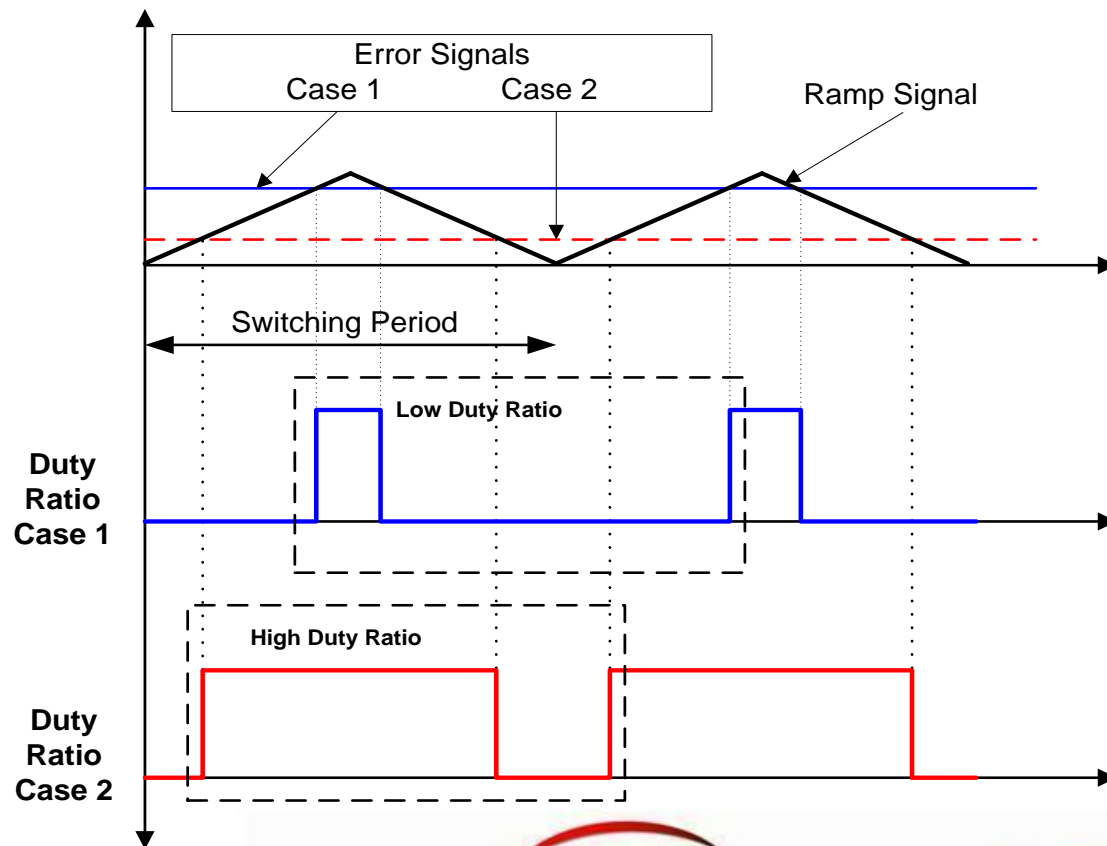 Error Signals
Case 1 Case 2
Ramp Signal
Switching Period
Low Duty Ratio
Duty
Ratio
Case 1
High Duty Ratio
Duty
Ratio
Case 2